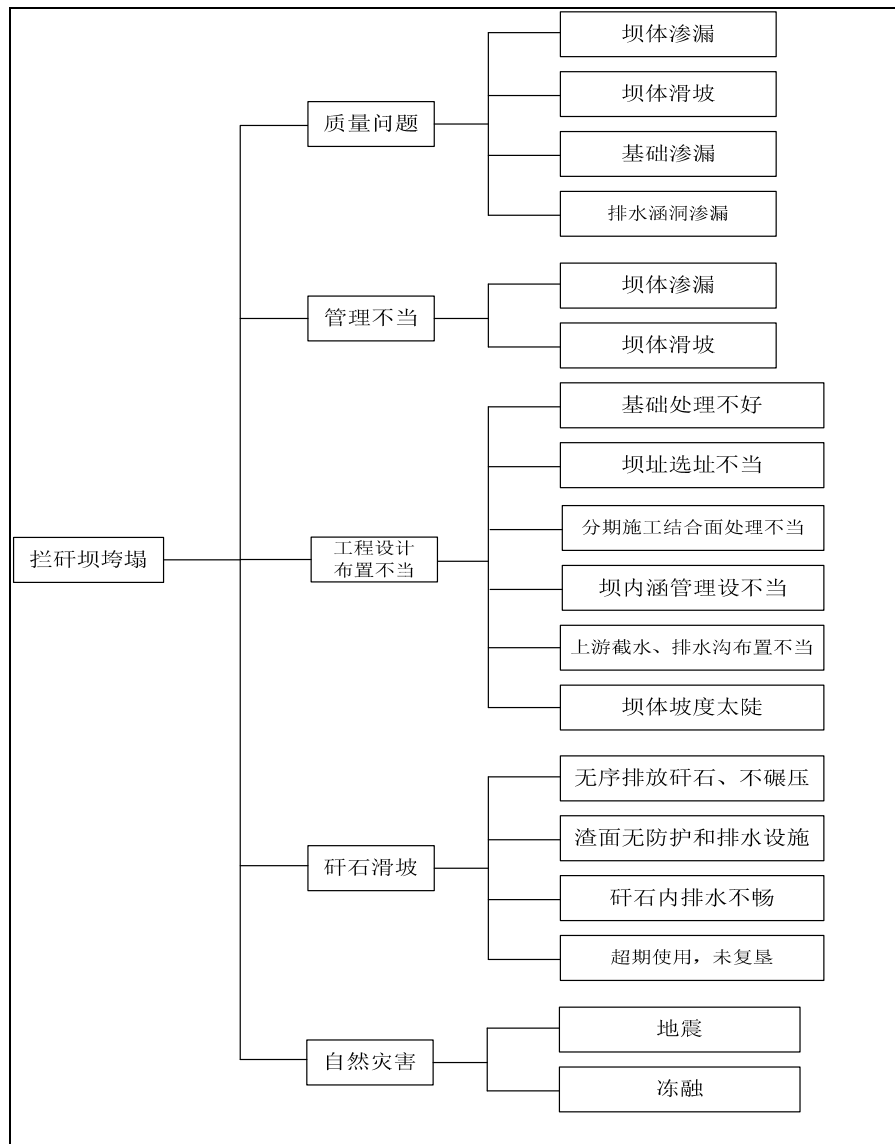 拦矸坝垮塌
质量问题
坝体渗漏
坝体滑坡
基础渗漏
排水涵洞渗漏
管理不当
坝体渗漏
坝体滑坡
工程设计
布置不当
基础处理不好
坝址选址不当
分期施工结合面处理不当
坝内涵管理设不当
上游截水、排水沟布置不当
坝体坡度太陡
矸石滑坡
无序排放矸石、不碾压
渣面无防护和排水设施
矸石内排水不畅
超期使用，未复垦
自然灾害
地震
冻融